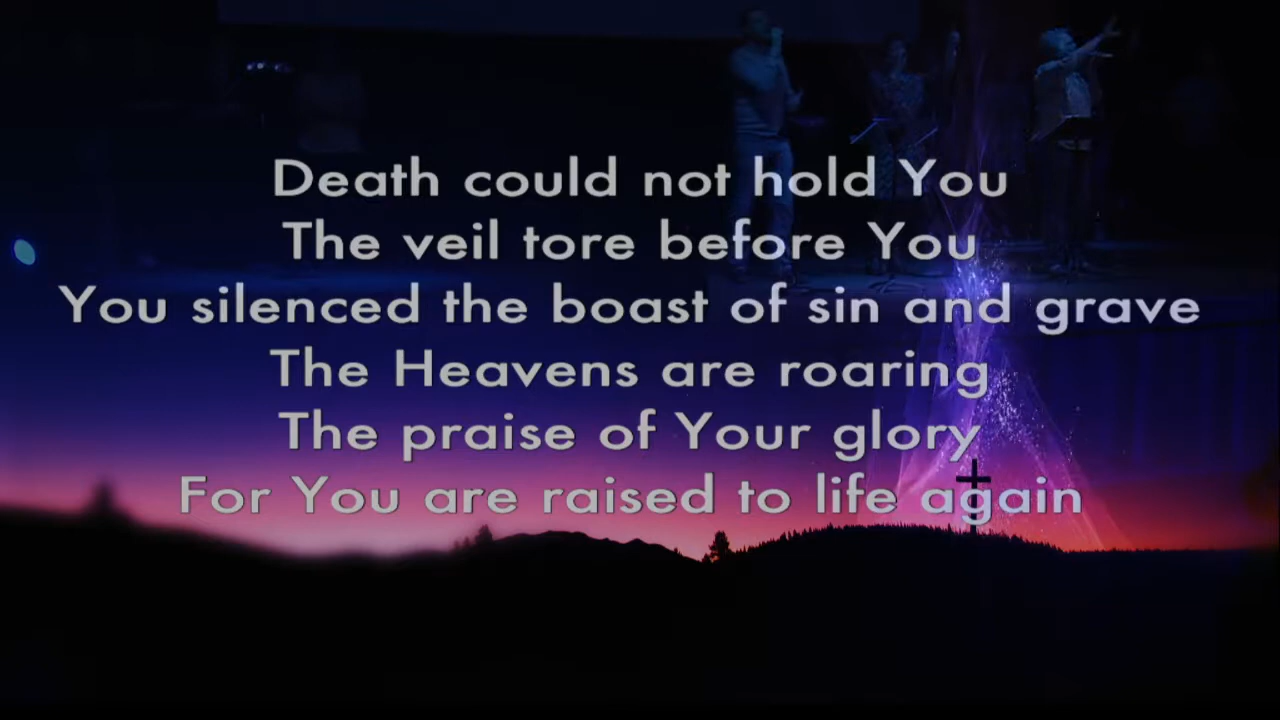 Death could not hold You
The veil tore before You
You silenced the boast of sin and grave
The Heavens are roaring
The praise of Your glory
For You are raised to life again